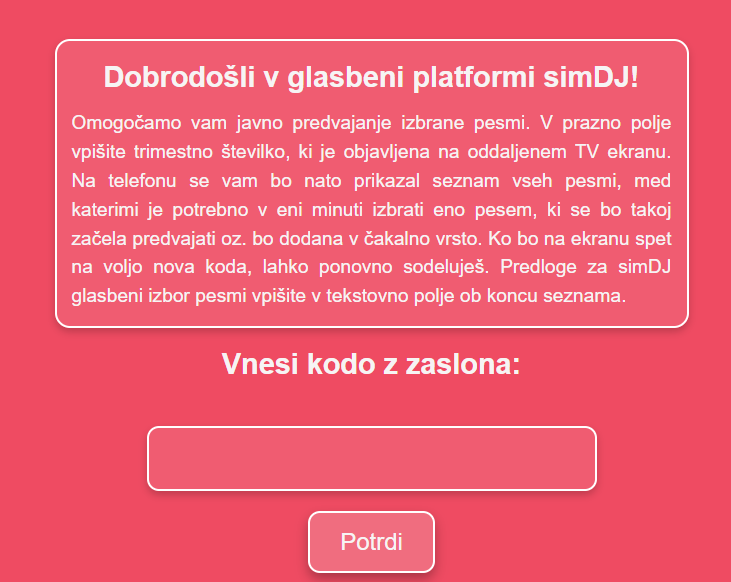 Dobrodošli v glasbeni platformi simDJ!
Omogočamo vam javno predvajanje izbrane pesmi. V prazno polje
vpišite trimestno številko, ki je objavljena na oddaljenem TV ekranu.
Na telefonu se vam bo nato prikazal seznam vseh pesmi, med
katerimi je potrebno v eni minuti izbrati eno pesem, ki se bo takoj
začela predvajati oz. bo dodana v čakalno vrsto. Ko bo na ekranu spet
na voljo nova koda, lahko ponovno sodeluješ. Predloge za simDJ
glasbeni izbor pesmi vpišite v tekstovno polje ob koncu seznama.
Vnesi kodo z zaslona:
Potrdi